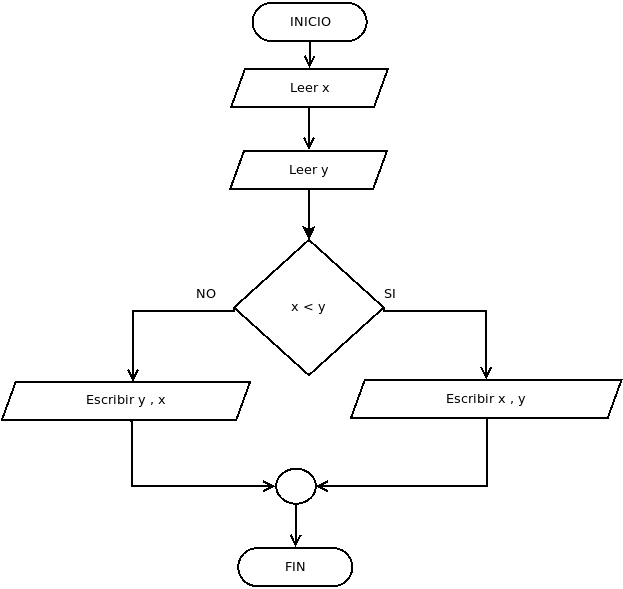 INICIO
Leer x
Leer y
NO
SI
x < y
Escribir y , x
Escribir x , y
FIN